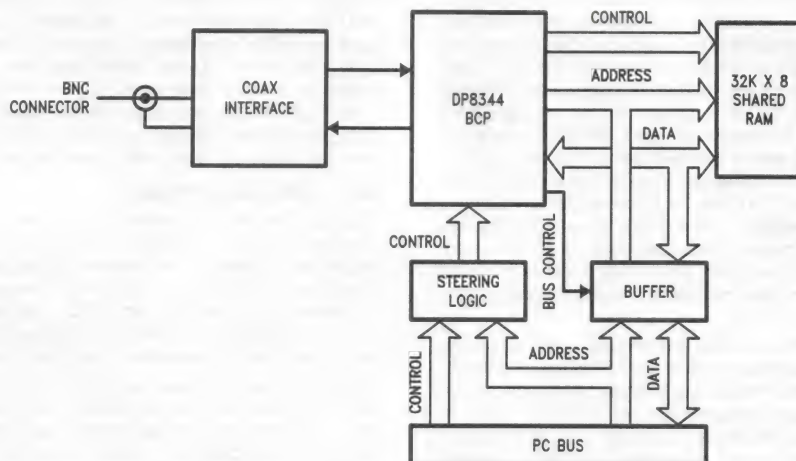 CONTROL
BNC
CONNECTOR
COAX
INTERFACE
DP8344
BCP
ADDRESS
32K X 8
SHARED
RAM
DATA
CONTROL
BUS CONTROL
STEERING
LOGIC
BUFFER
CONTROL
ADDRESS
DATA
PC BUS